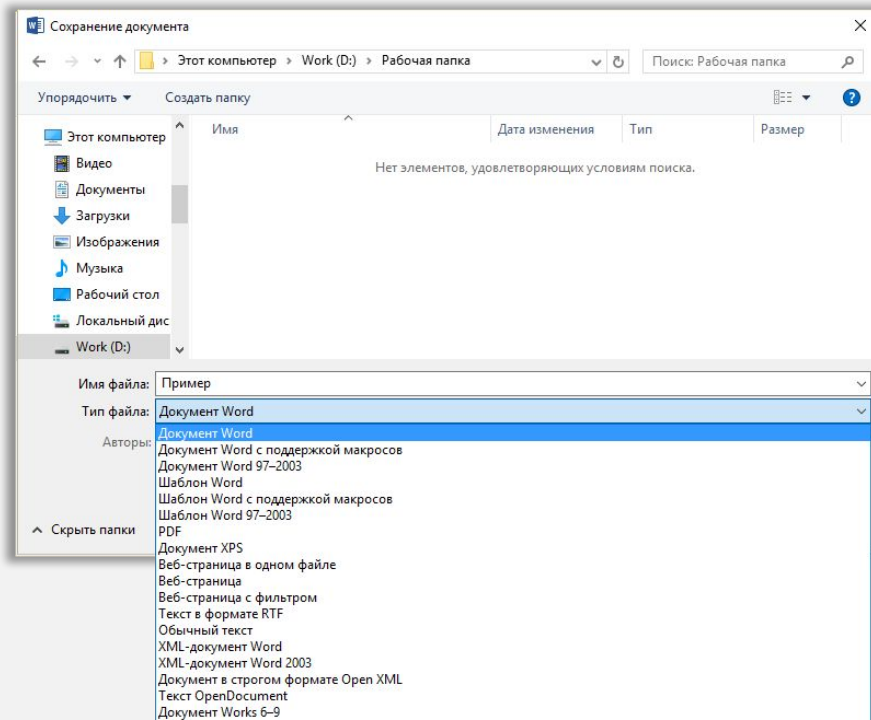 Сохранение документа
Этот компьютер › Work (D:) › Рабочая папка
Поиск: Рабочая папка
Упорядочить
Создать папку
Имя
Дата изменения
Тип
Размер
Нет элементов, удовлетворяющих условиям поиска.
Этот компьютер
Видео
Документы
Загрузки
Изображения
Музыка
Рабочий стол
Локальный дис
Work (D:)
Имя файла: Пример
Тип файла: Документ Word
Авторы:
Документ Word
Документ Word с поддержкой макросов
Документ Word 97–2003
Шаблон Word
Шаблон Word с поддержкой макросов
Шаблон Word 97–2003
PDF
Документ XPS
Веб-страница в одном файле
Веб-страница
Веб-страница с фильтром
Текст в формате RTF
Обычный текст
XML-документ Word
XML-документ Word 2003
Документ в строгом формате Open XML
Текст OpenDocument
Документ Works 6–9
Скрыть папки